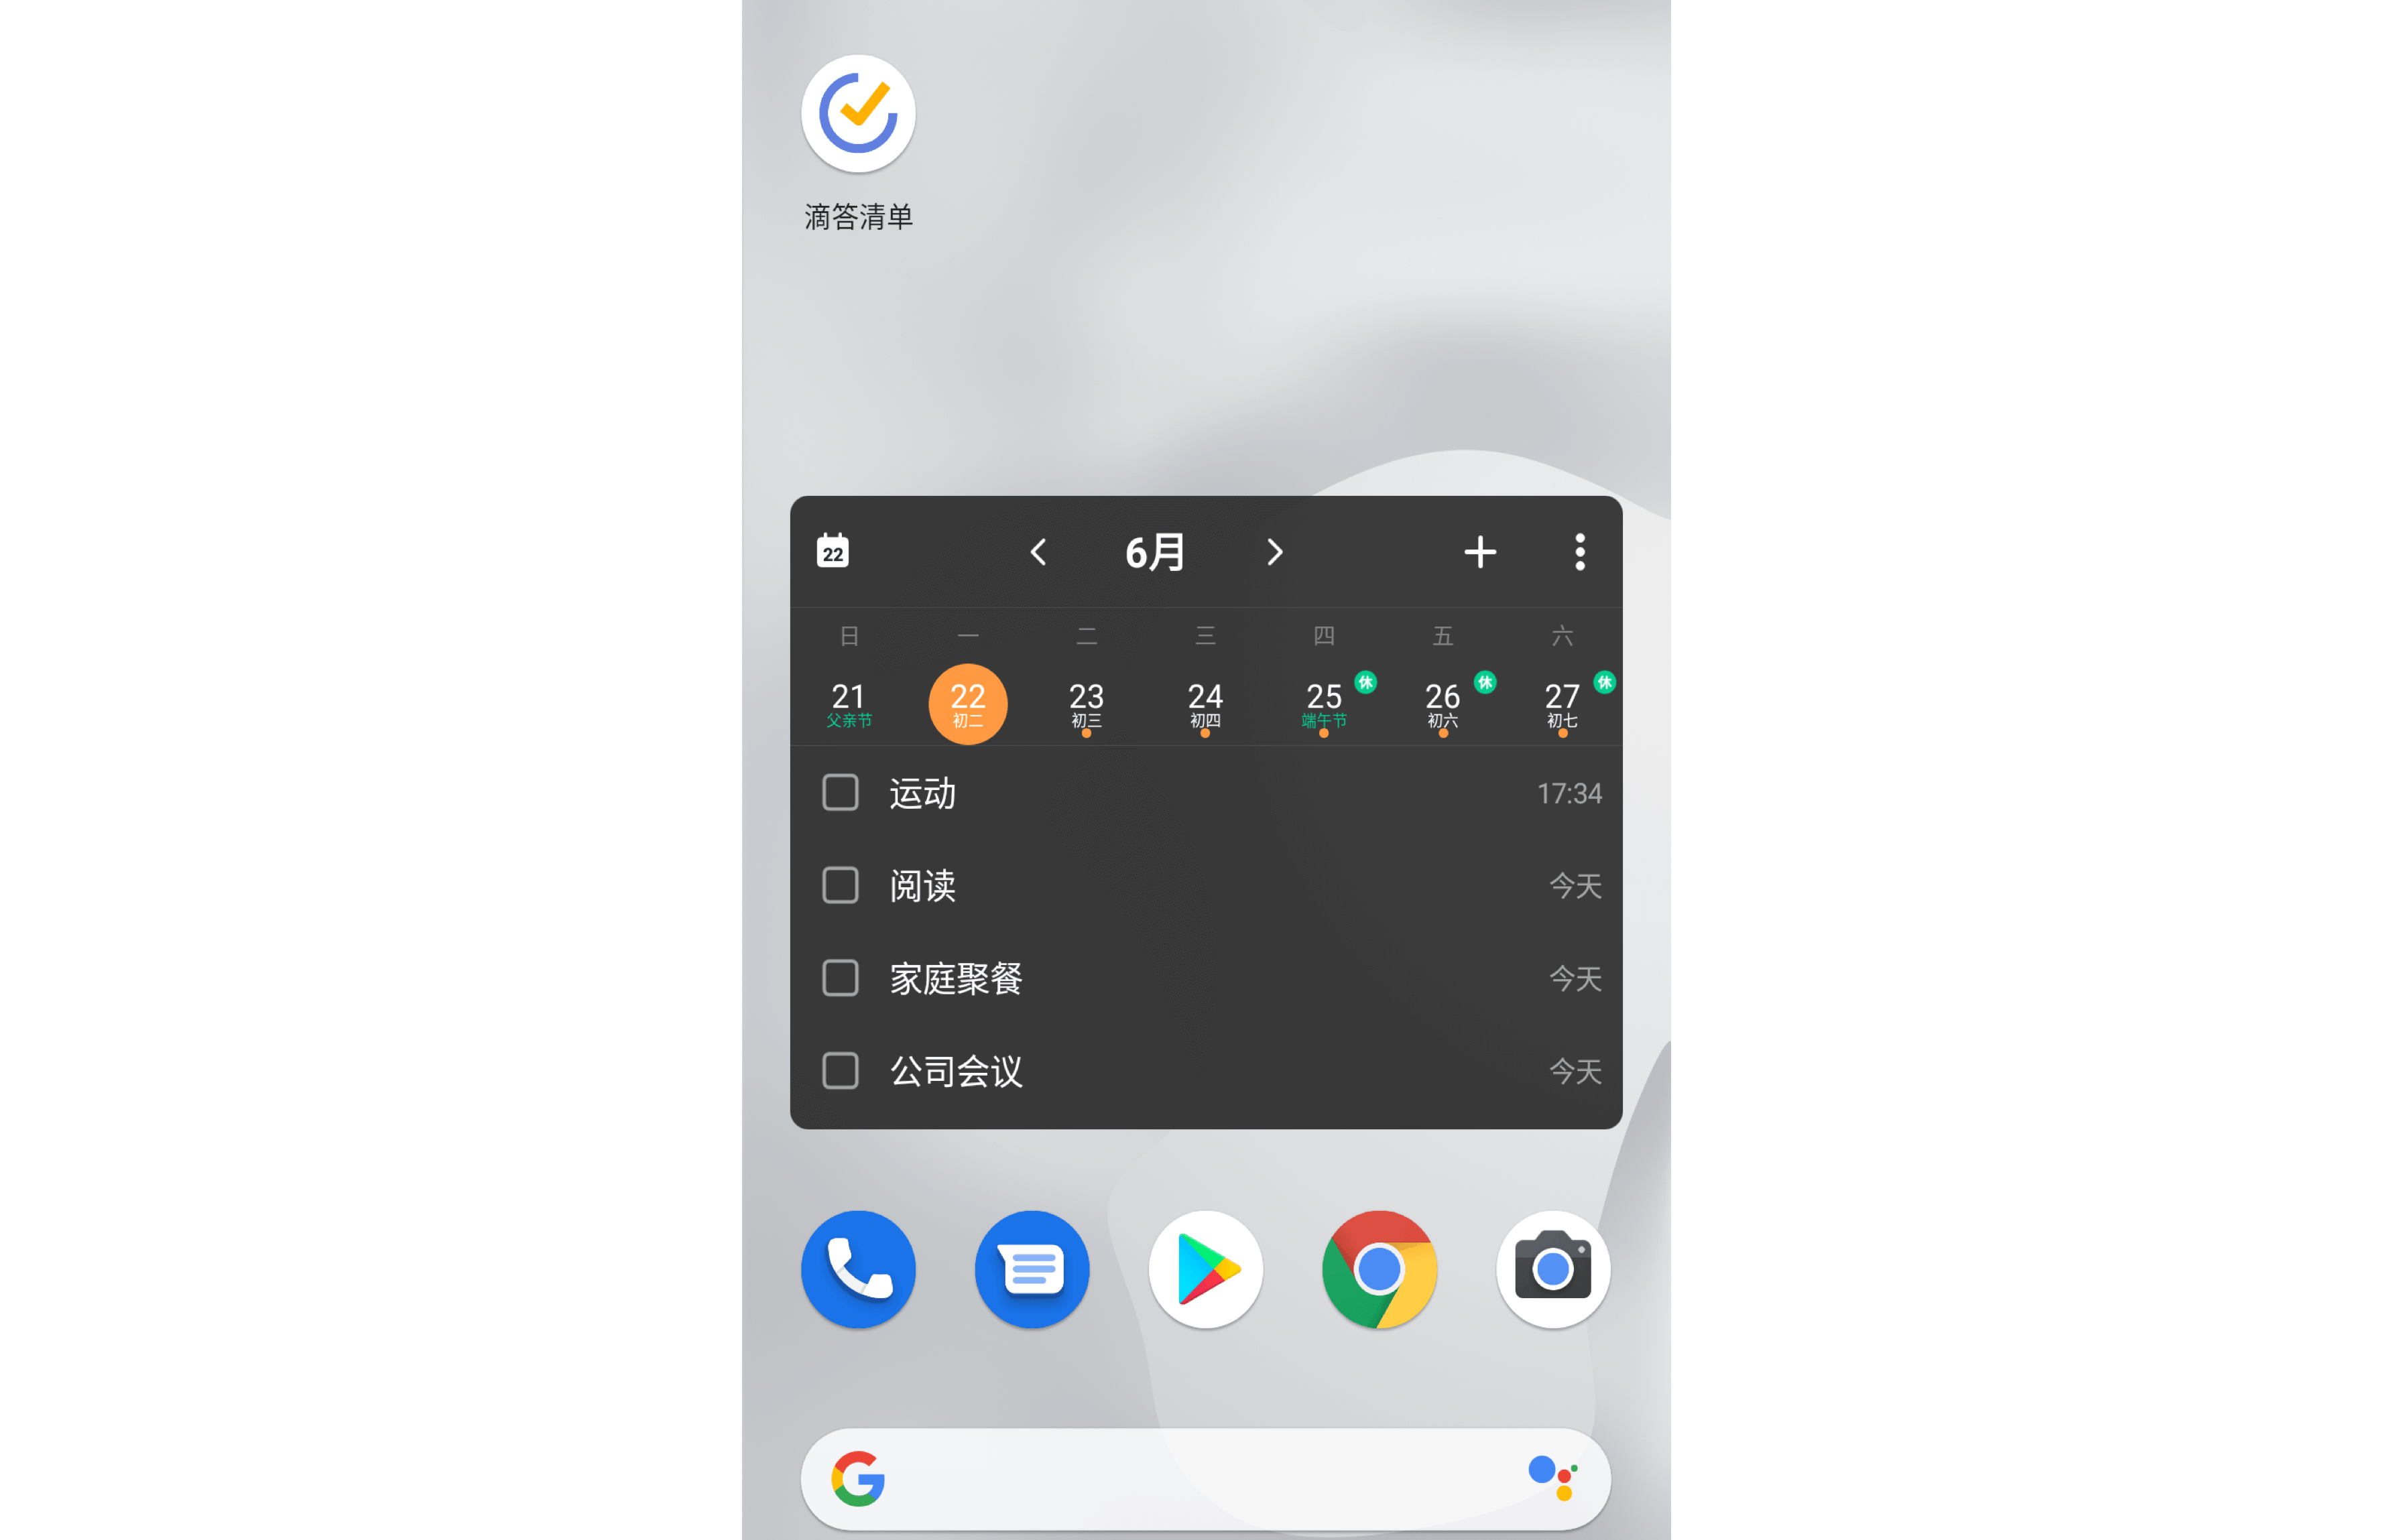 滴答清单
22
6月
日 一 二 三 四 五 六
21 22 23 24 25 休 26 休 27 休
父亲节 初二 初三 初四 端午节 初六 初七
运动 17:34
阅读 今天
家庭聚餐 今天
公司会议 今天